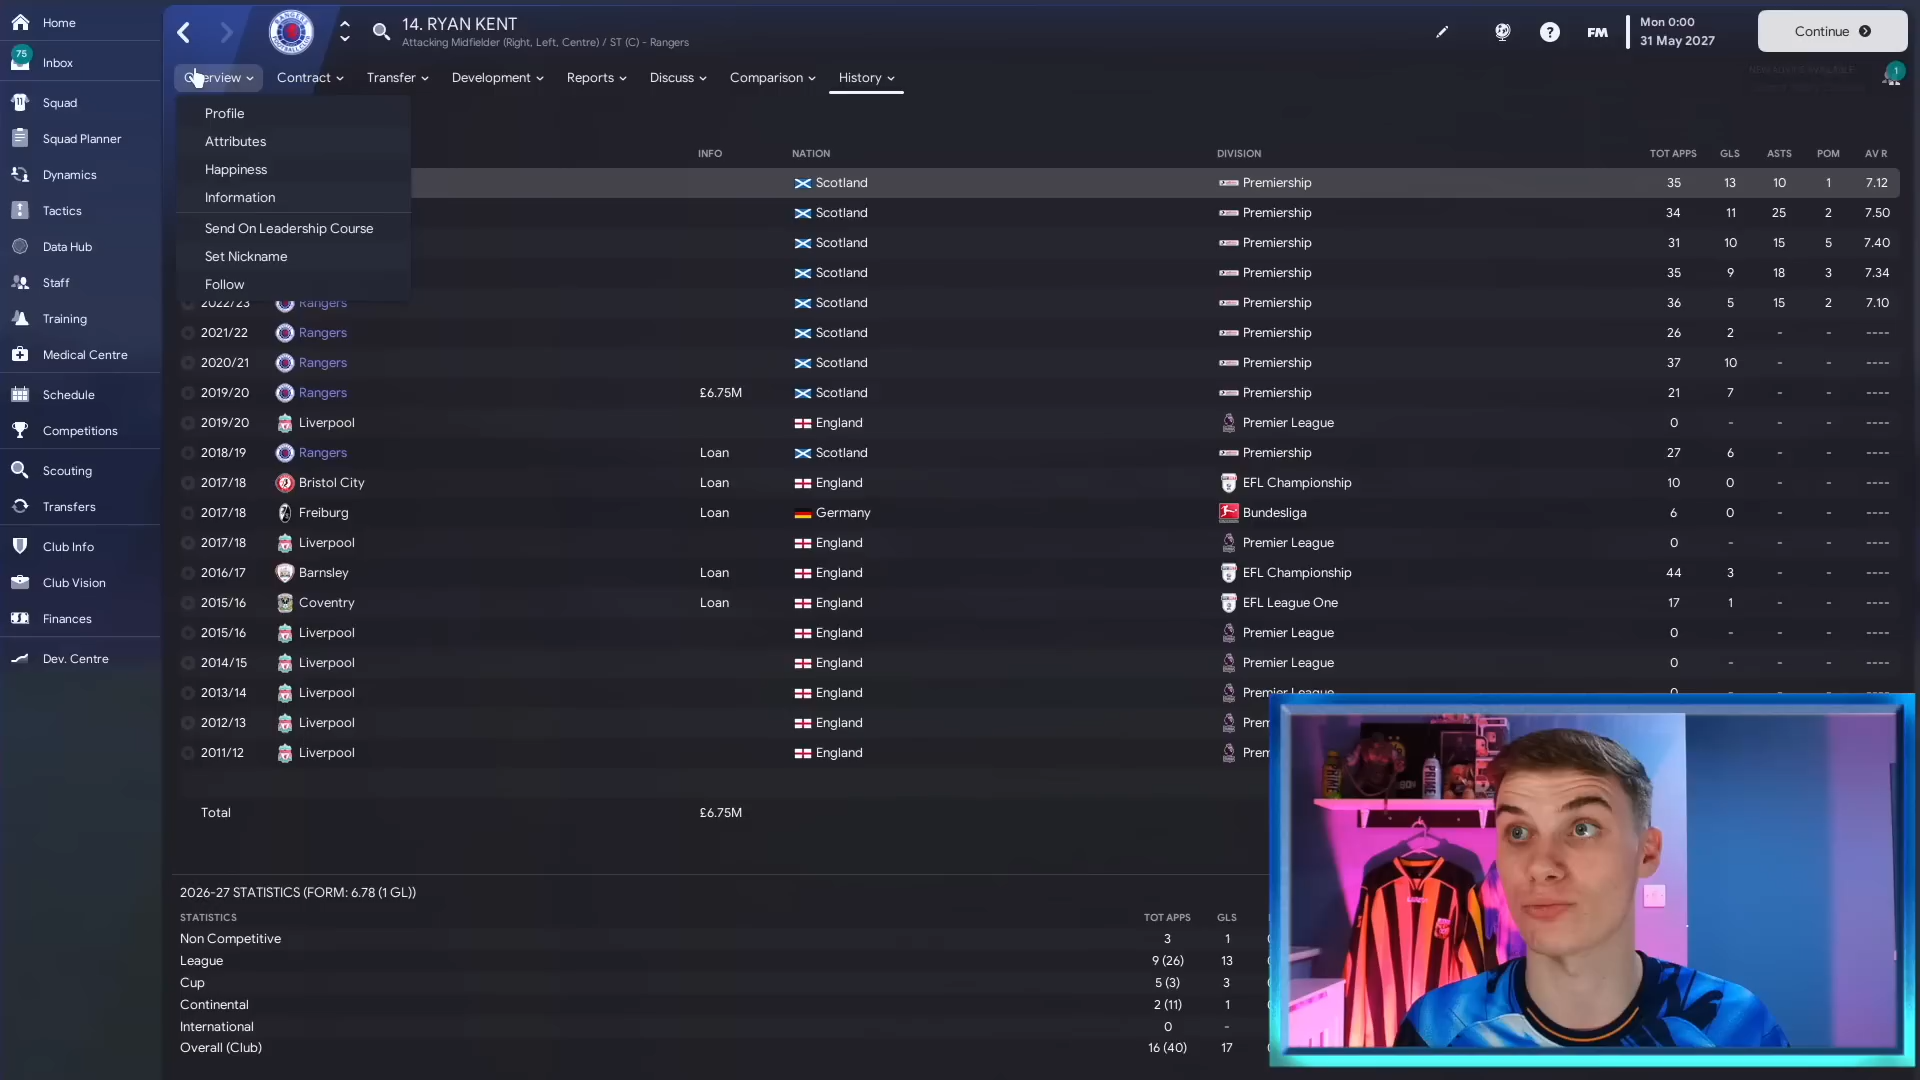 Home
75
Inbox
Squad
Squad Planner
Dynamics
Tactics
Data Hub
Staff
Training
Medical Centre
Schedule
Competitions
Scouting
Transfers
Club Info
Club Vision
Finances
Dev. Centre
14. RYAN KENT
Attacking Midfielder (Right, Left, Centre) / ST (C) - Rangers
FM
Mon 0:00
31 May 2027
Continue
1
Contract Transfer Development Reports Discuss Comparison History
Profile
Attributes
Happiness
Information
Send On Leadership Course
Set Nickname
Follow
INFO NATION DIVISION TOT APPS GLS ASTS POM AV R
Scotland Premiership 35 13 10 1 7.12
Scotland Premiership 34 11 25 2 7.50
Scotland Premiership 31 10 15 5 7.40
Scotland Premiership 35 9 18 3 7.34
2022/23 Rangers Scotland Premiership 36 5 15 2 7.10
2021/22 Rangers Scotland Premiership 26 2 - - ----
2020/21 Rangers Scotland Premiership 37 10 - - ----
2019/20 Rangers £6.75M Scotland Premiership 21 7 - - ----
2019/20 Liverpool England Premier League 0 - - - ----
2018/19 Rangers Loan Scotland Premiership 27 6 - - ----
2017/18 Bristol City Loan England EFL Championship 10 0 - - ----
2017/18 Freiburg Loan Germany Bundesliga 6 0 - - ----
2017/18 Liverpool England Premier League 0 - - - ----
2016/17 Barnsley Loan England EFL Championship 44 3 - - ----
2015/16 Coventry Loan England EFL League One 17 1 - - ----
2015/16 Liverpool England Premier League 0 - - - ----
2014/15 Liverpool England Premier League 0 - - - ----
2013/14 Liverpool England Premier League 0 - - - ----
2012/13 Liverpool England Prem
2011/12 Liverpool England Prem
Total £6.75M
2026-27 STATISTICS (FORM: 6.78 (1 GL))
STATISTICS TOT APPS GLS
Non Competitive 3 1
League 9 (26) 13
Cup 5 (3) 3
Continental 2 (11) 1
International 0 -
Overall (Club) 16 (40) 17
PRIME
PRIME